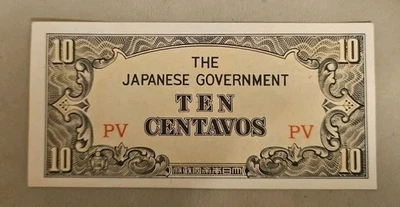 10 10
THE
JAPANESE GOVERNMENT
TEN
PV CENTAVOS PV
10 10